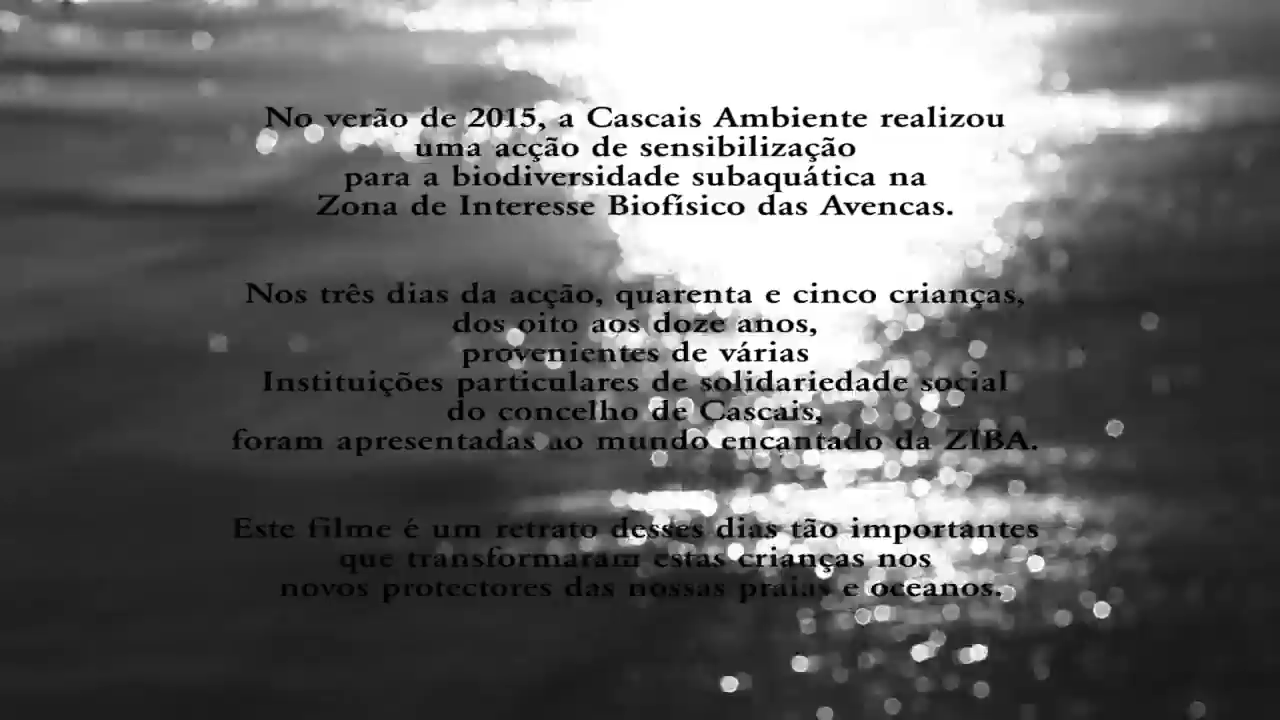 No verão de 2015, a Cascais Ambiente realizou
uma acção de sensibilização
para a biodiversidade subaquática na
Zona de Interesse Biofísico das Avencas.
Nos três dias da acção, quarenta e cinco crianças,
dos oito aos doze anos,
provenientes de várias
Instituições particulares de solidariedade social
do concelho de Cascais,
foram apresentadas ao mundo encantado da ZIBA.
Este filme é um retrato desses dias tão importantes
que transformaram estas crianças nos
novos protectores das nossas praias e oceanos.